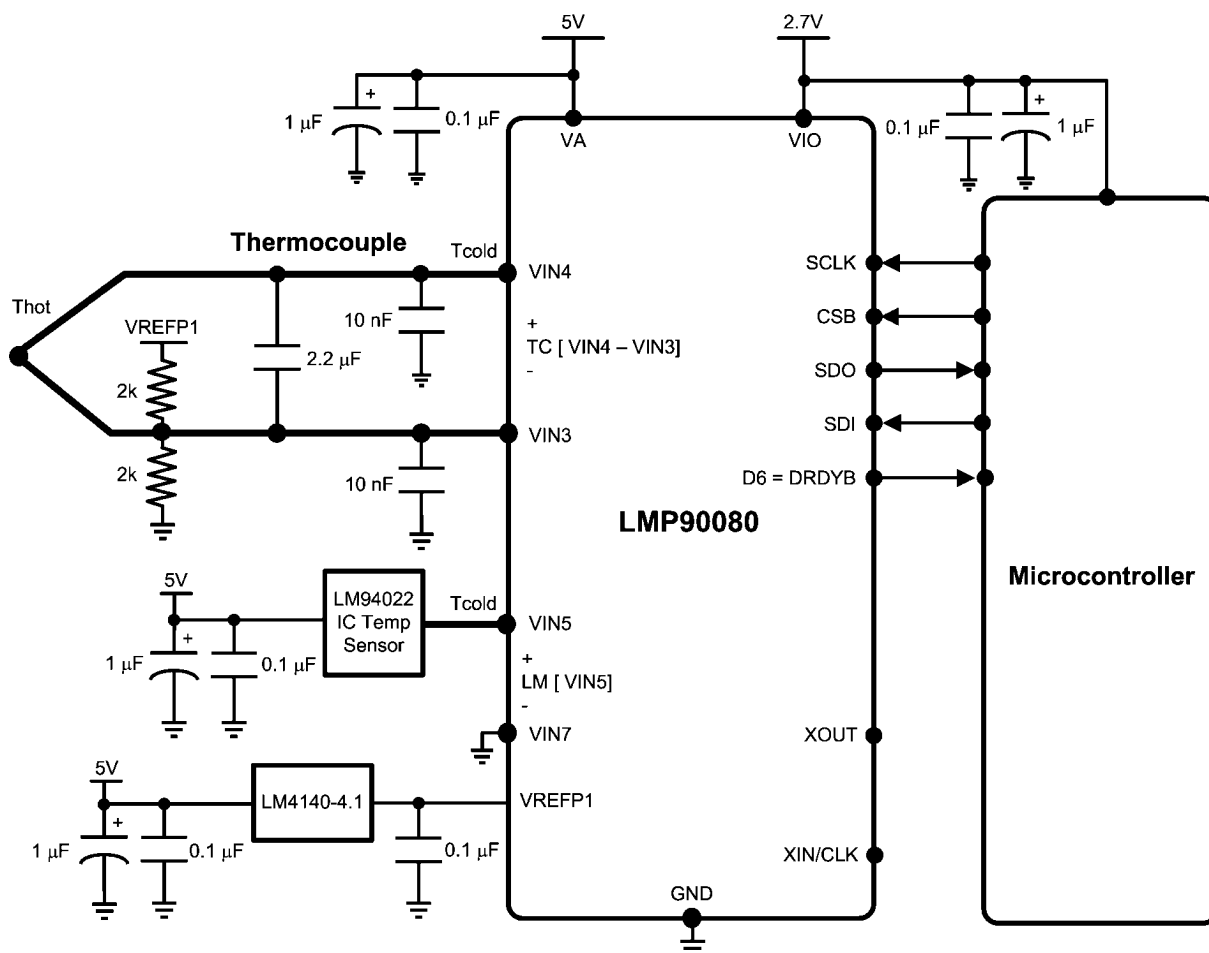 5V
2.7V
+
1 μF
0.1 μF
VA
VIO
0.1 μF
+
1 μF
Thermocouple
Tcold
VIN4
SCLK
Thot
VREFP1
10 nF
+
TC [ VIN4 – VIN3]
-
CSB
2.2 μF
SDO
2k
VIN3
SDI
2k
10 nF
D6 = DRDYB
LMP90080
Microcontroller
5V
LM94022
IC Temp
Sensor
Tcold
VIN5
+
1 μF
0.1 μF
+
LM [ VIN5]
-
VIN7
XOUT
5V
LM4140-4.1
VREFP1
+
1 μF
0.1 μF
0.1 μF
XIN/CLK
GND